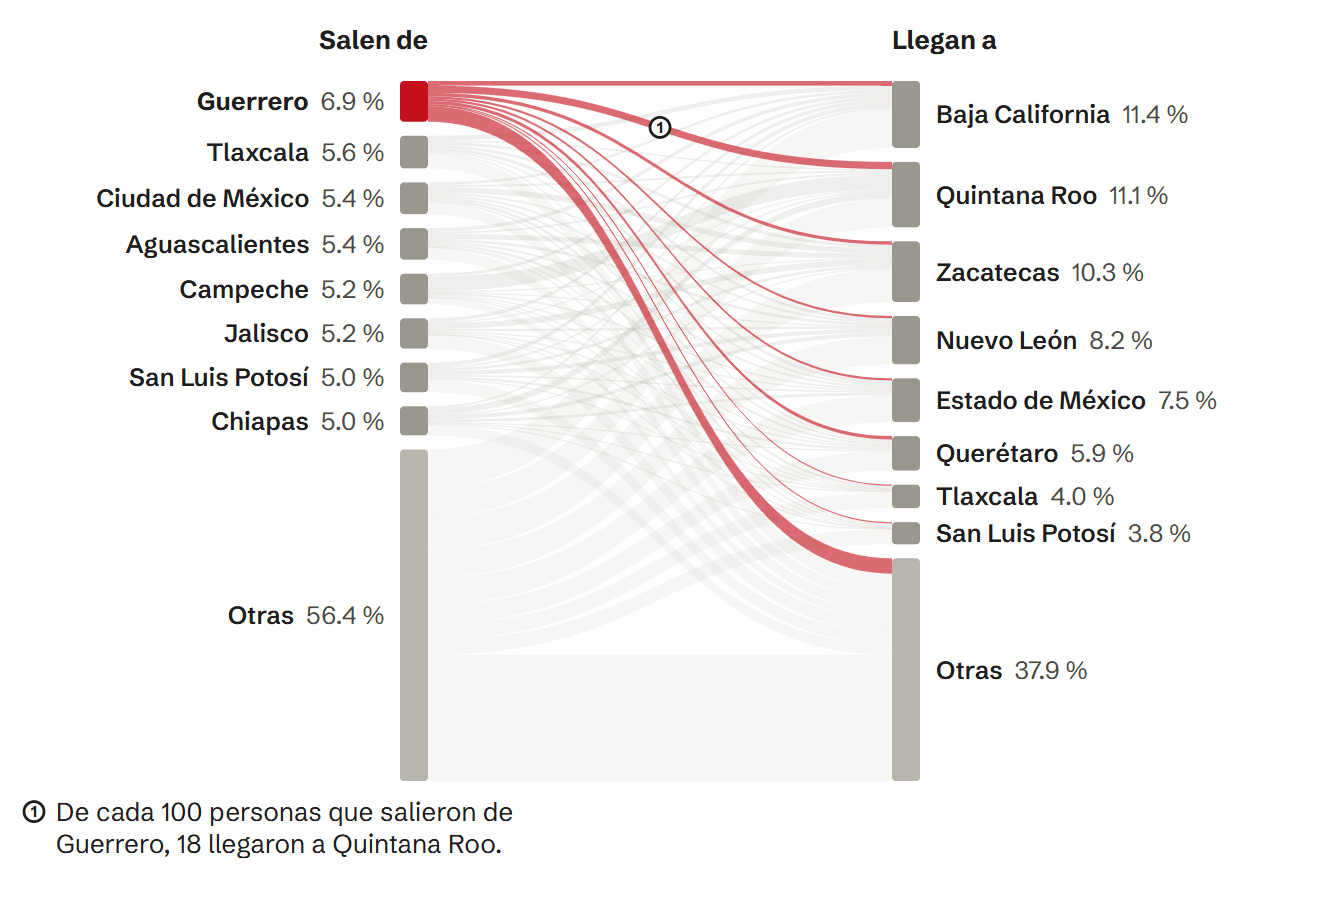 Salen de
Llegan a
Guerrero 6.9 %
Tlaxcala 5.6 %
Ciudad de México 5.4 %
Aguascalientes 5.4 %
Campeche 5.2 %
Jalisco 5.2 %
San Luis Potosí 5.0 %
Chiapas 5.0 %
Otras 56.4 %
1
Baja California 11.4 %
Quintana Roo 11.1 %
Zacatecas 10.3 %
Nuevo León 8.2 %
Estado de México 7.5 %
Querétaro 5.9 %
Tlaxcala 4.0 %
San Luis Potosí 3.8 %
Otras 37.9 %
1 De cada 100 personas que salieron de
Guerrero, 18 llegaron a Quintana Roo.